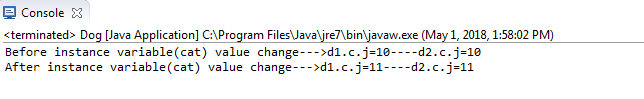 Console
<terminated> Dog [Java Application] C:\Program Files\Java\jre7\bin\javaw.exe (May 1, 2018, 1:58:02 PM)
Before instance variable(cat) value change--->d1.c.j=10----d2.c.j=10
After instance variable(cat) value change--->d1.c.j=11----d2.c.j=11